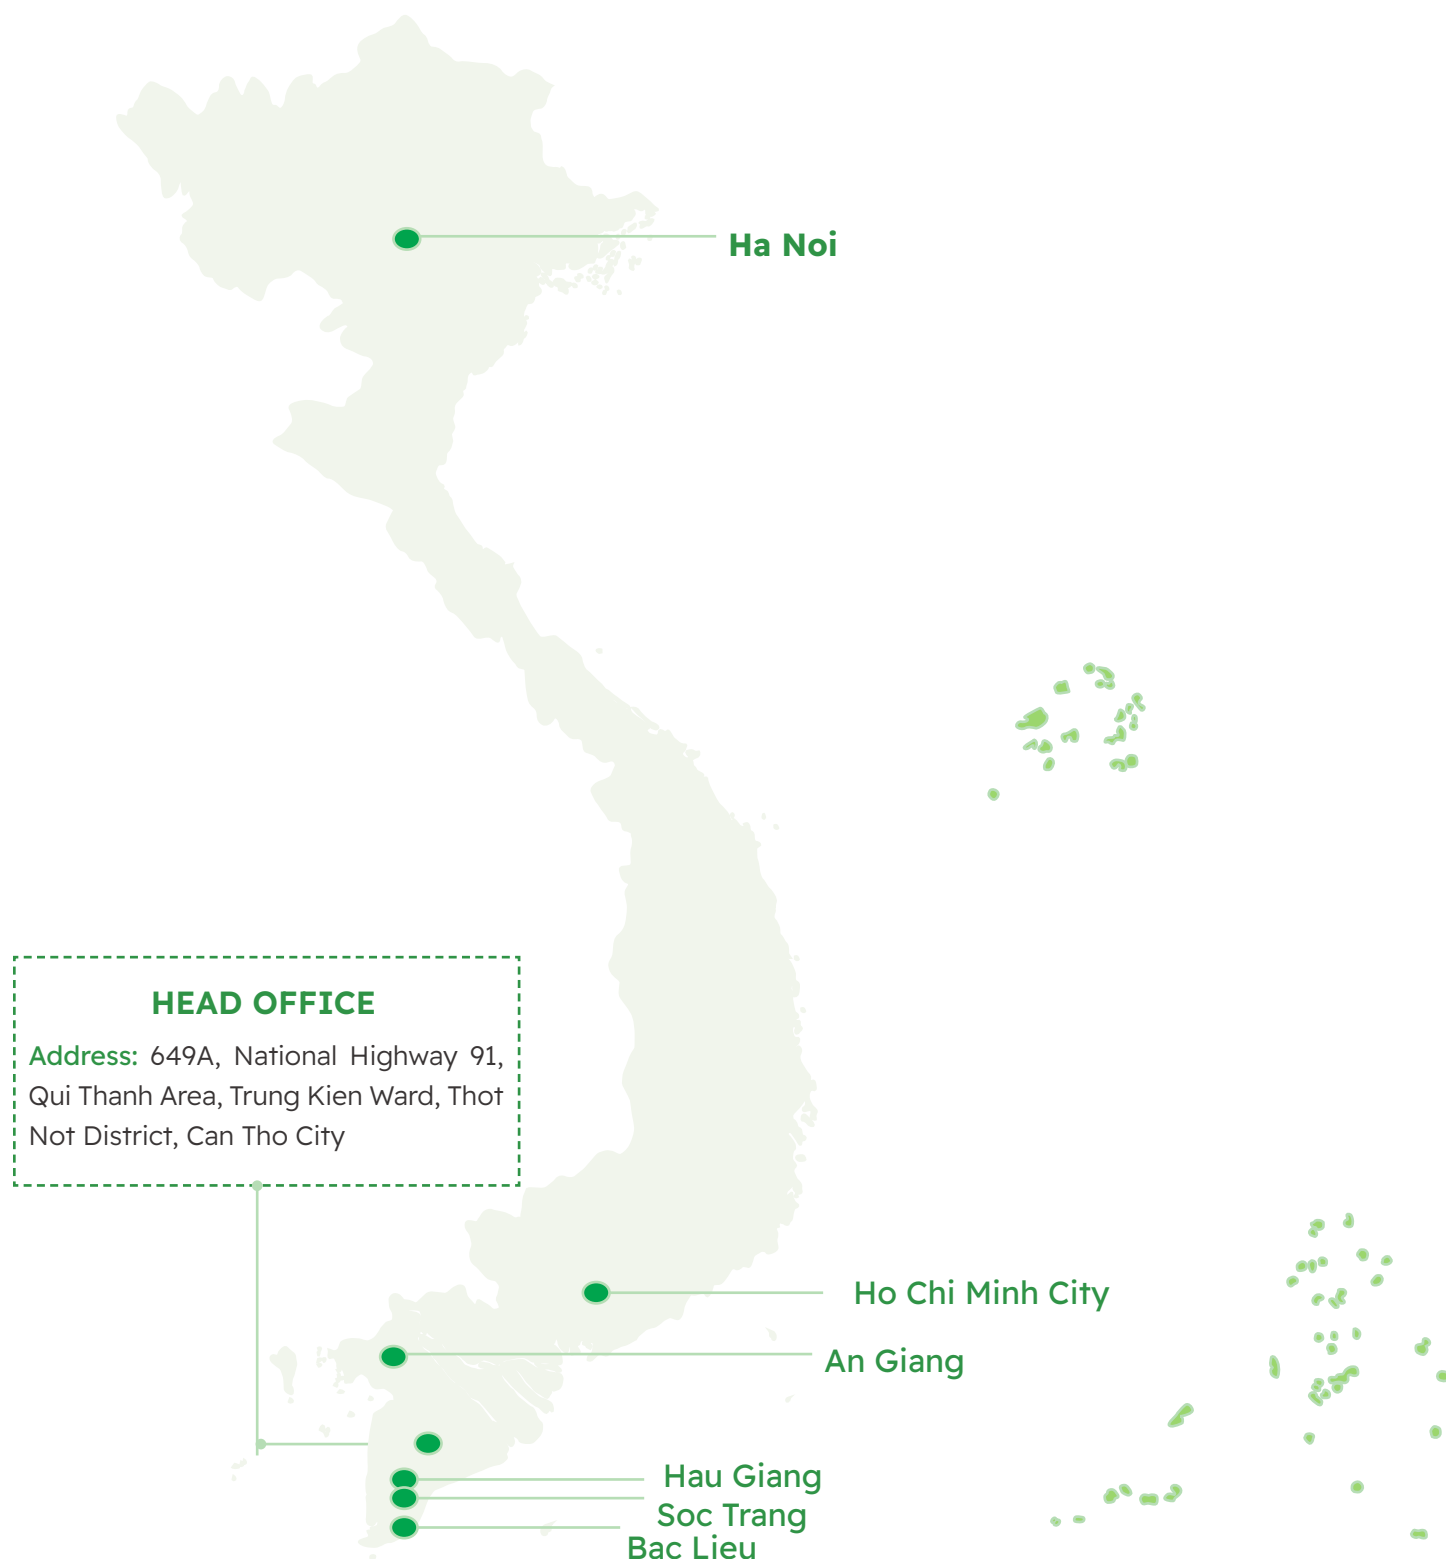 Ha Noi
HEAD OFFICE
Address: 649A, National Highway 91,
Qui Thanh Area, Trung Kien Ward, Thot
Not District, Can Tho City
Ho Chi Minh City
An Giang
Hau Giang
Soc Trang
Bac Lieu